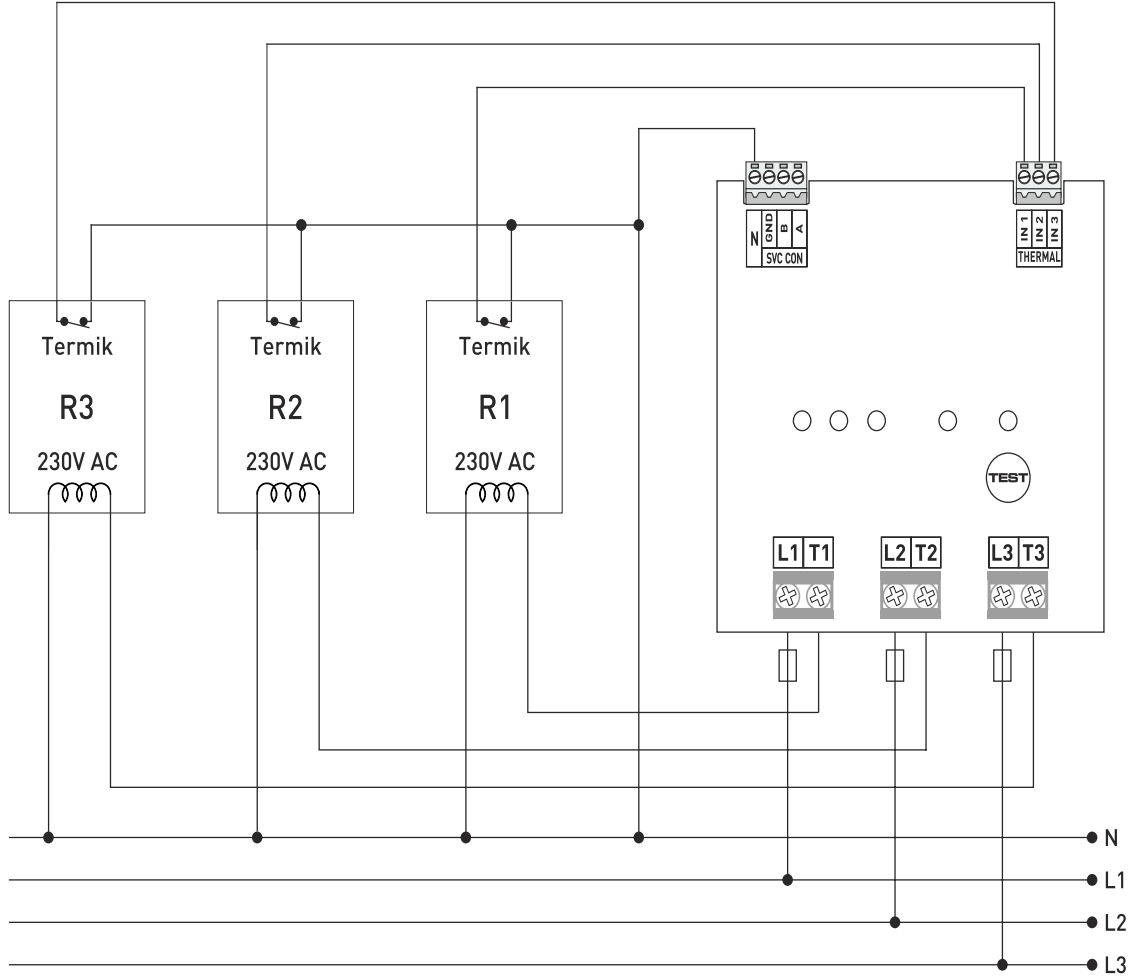 N GND B A
SVC CON
IN 1 IN 2 IN 3
THERMAL
Termik Termik Termik
R3 R2 R1
230V AC 230V AC 230V AC
TEST
L1 T1 L2 T2 L3 T3
N
L1
L2
L3